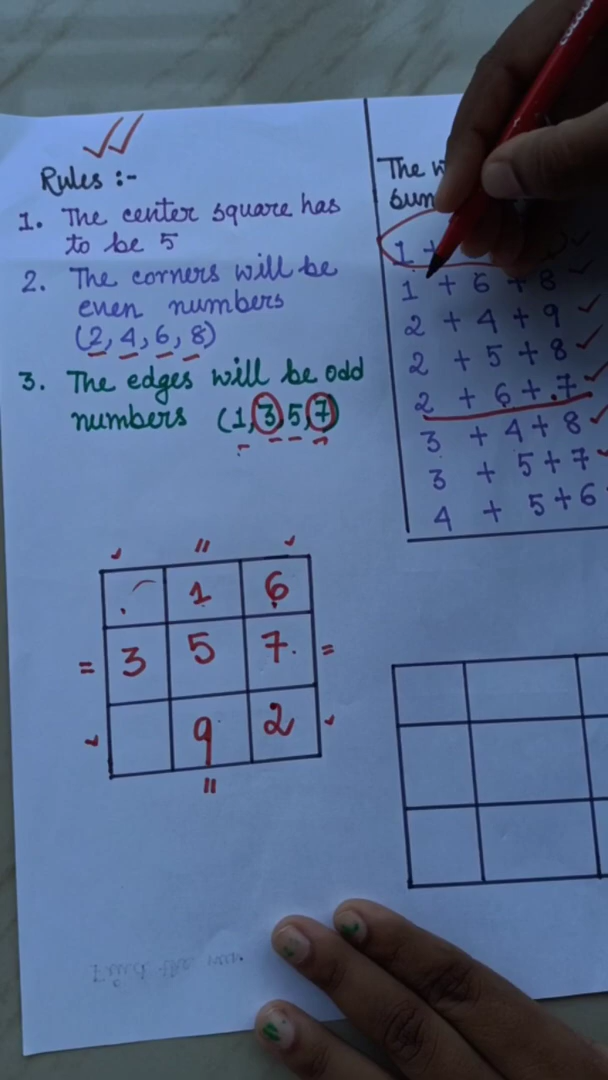 Rules :-
1. The center square has
to be 5
2. The corners will be
even numbers
(2, 4, 6, 8)
3. The edges will be odd
numbers (1, 3, 5, 7)
The
sum
1 +
1 + 6 + 8
2 + 4 + 9
2 + 5 + 8
2 + 6 + 7
3 + 4 + 8
3 + 5 + 7
4 + 5 + 6
1 6
3 5 7
9 2